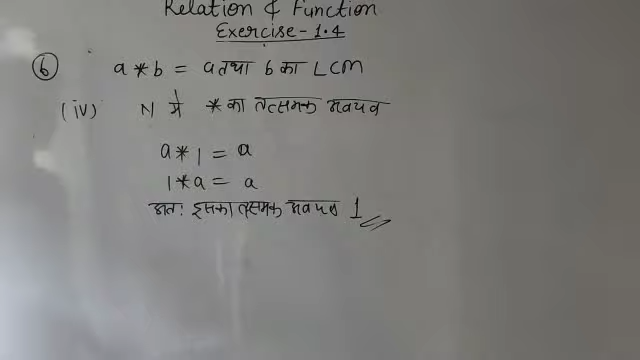 Relation & Function
Exercise-1.4
(6) a * b = a तथा b का LCM
(iv) N में * का तत्समक अवयव
a * 1 = a
1 * a = a
अतः इसका तत्समक अवयव 1